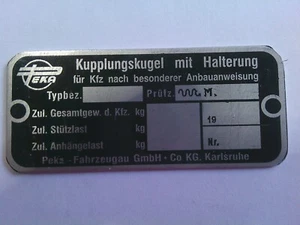 PEKA
Kupplungskugel mit Halterung
für Kfz nach besonderer Anbauanweisung
Typbez. Prüfz. M.
Zul. Gesamtgew. d. Kfz. kg
Zul. Stützlast kg 19
Zul. Anhängelast kg Nr.
Peka - Fahrzeugau GmbH + Co KG, Karlsruhe